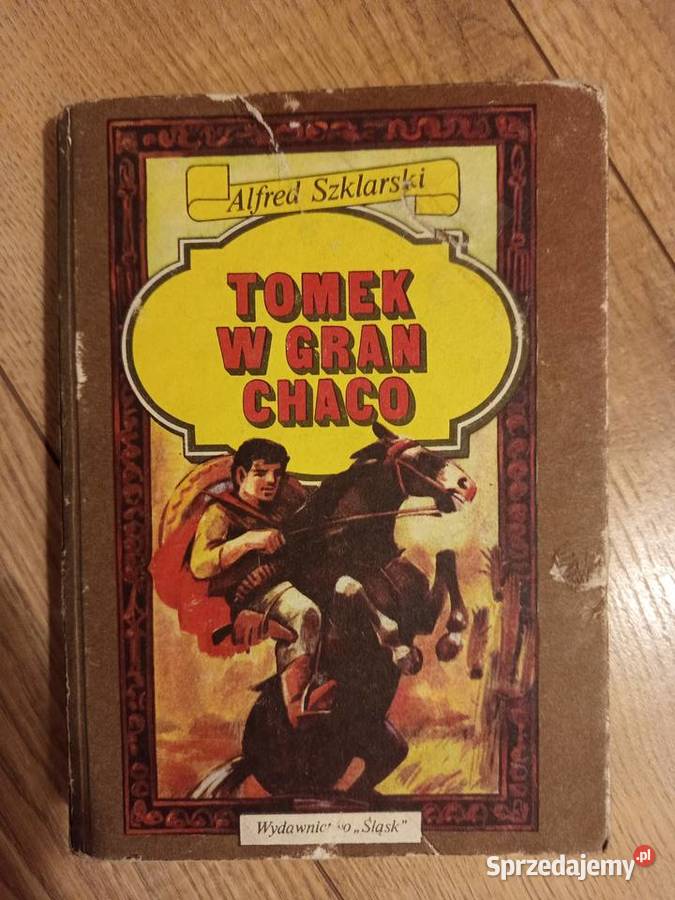 Alfred Szklarski
TOMEK
W GRAN
CHACO
Wydawnictwo „Śląsk”
Sprzedajemy.pl